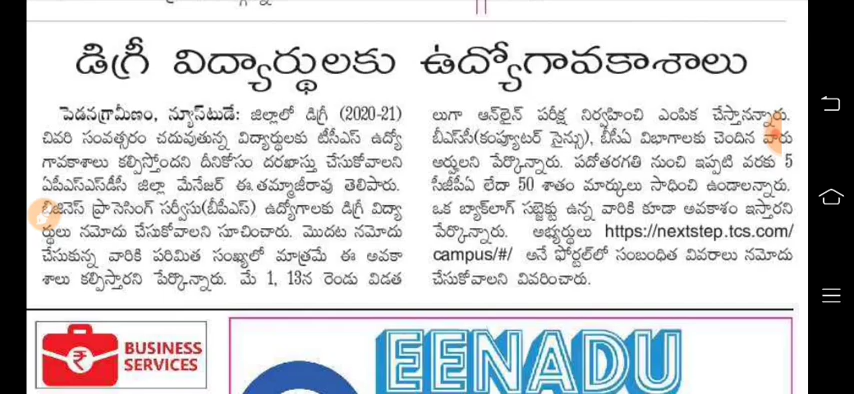 డిగ్రీ విద్యార్థులకు ఉద్యోగావకాశాలు
పెడనగ్రామీణం, న్యూస్‌టుడే: జిల్లాలో డిగ్రీ (2020-21)
చివరి సంవత్సరం చదువుతున్న విద్యార్థులకు టీసీఎస్ ఉద్యో
గావకాశాలు కల్పిస్తోందని దీనికోసం దరఖాస్తు చేసుకోవాలని
ఏపీఎస్ఎస్‌డీసీ జిల్లా మేనేజర్ ఈ.తమ్మాజీరావు తెలిపారు.
బిజినెస్ ప్రాసెసింగ్ సర్వీసు(బీపీఎస్) ఉద్యోగాలకు డిగ్రీ విద్యా
ర్థులు నమోదు చేసుకోవాలని సూచించారు. మొదట నమోదు
చేసుకున్న వారికి పరిమిత సంఖ్యలో మాత్రమే ఈ అవకా
శాలు కల్పిస్తారని పేర్కొన్నారు. మే 1, 13న రెండు విడత
లుగా ఆన్‌లైన్ పరీక్ష నిర్వహించి ఎంపిక చేస్తానన్నారు.
బీఎస్‌సీ(కంప్యూటర్ సైన్సు), బీసీఏ విభాగాలకు చెందిన వారు
అర్హులని పేర్కొన్నారు. పదోతరగతి నుంచి ఇప్పటి వరకు 5
సీజీపీఏ లేదా 50 శాతం మార్కులు సాధించి ఉండాలన్నారు.
ఒక బ్యాక్‌లాగ్ సబ్జెక్టు ఉన్న వారికి కూడా అవకాశం ఇస్తారని
పేర్కొన్నారు. అభ్యర్థులు https://nextstep.tcs.com/
campus/#/ అనే ఫోర్టల్‌లో సంబంధిత వివరాలు నమోదు
చేసుకోవాలని వివరించారు.
BUSINESS
SERVICES
EENADU